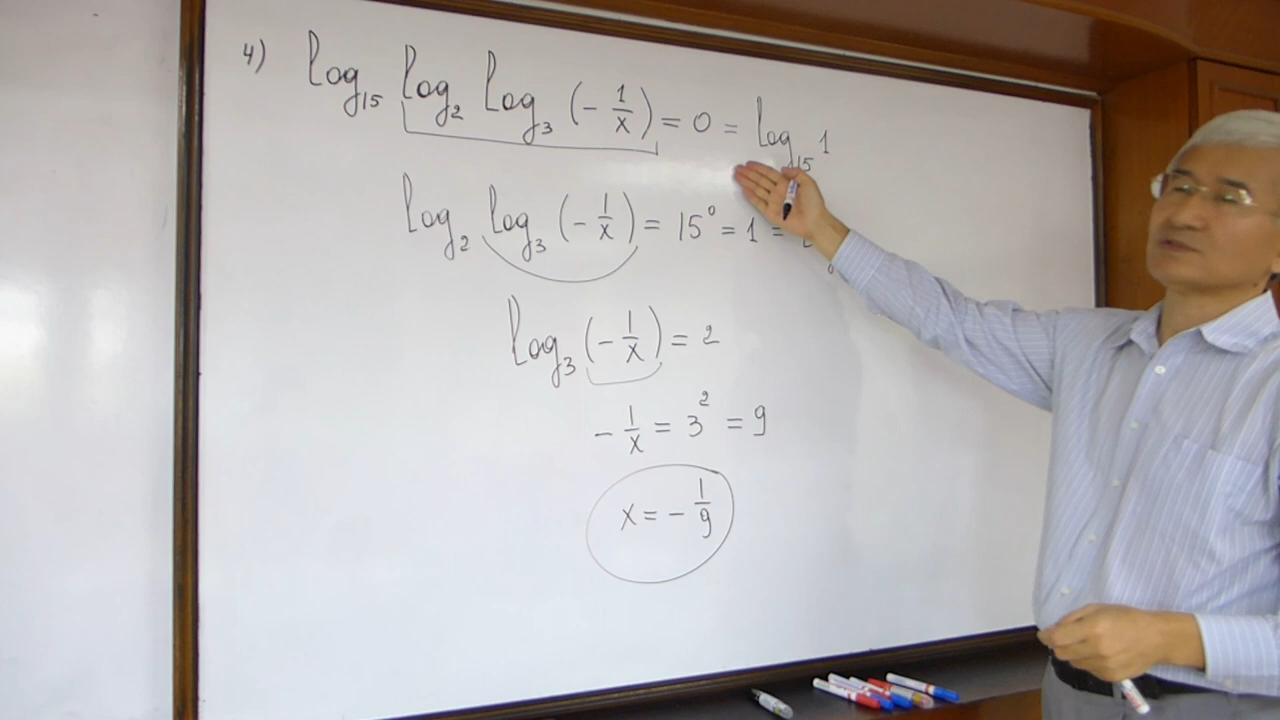 4) log₁₅ log₂ log₃ (-1/x) = 0 = log₁₅ 1
log₂ log₃ (-1/x) = 15⁰ = 1 =
log₃ (-1/x) = 2
-1/x = 3² = 9
x = -1/9